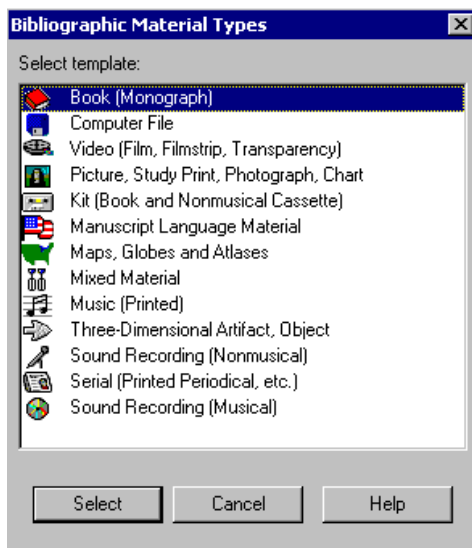 Bibliographic Material Types
Select template:
Book (Monograph)
Computer File
Video (Film, Filmstrip, Transparency)
Picture, Study Print, Photograph, Chart
Kit (Book and Nonmusical Cassette)
Manuscript Language Material
Maps, Globes and Atlases
Mixed Material
Music (Printed)
Three-Dimensional Artifact, Object
Sound Recording (Nonmusical)
Serial (Printed Periodical, etc.)
Sound Recording (Musical)
Select Cancel Help